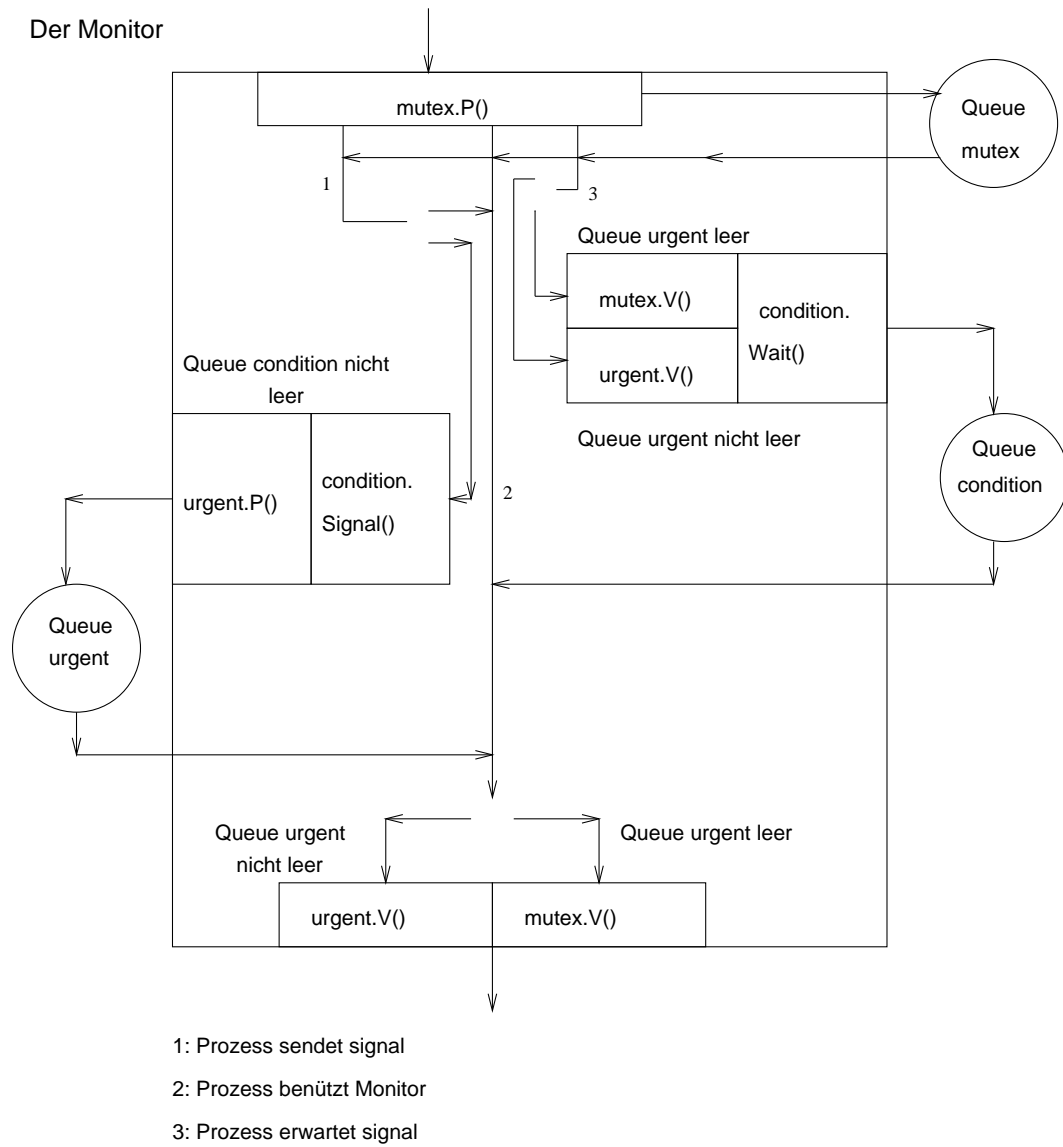 Der Monitor
mutex.P()
Queue
mutex
1
3
Queue urgent leer
mutex.V()
condition.
Wait()
urgent.V()
Queue condition nicht
leer
Queue urgent nicht leer
Queue
condition
urgent.P()
condition.
Signal()
2
Queue
urgent
Queue urgent
nicht leer
Queue urgent leer
urgent.V()
mutex.V()
1: Prozess sendet signal
2: Prozess benützt Monitor
3: Prozess erwartet signal